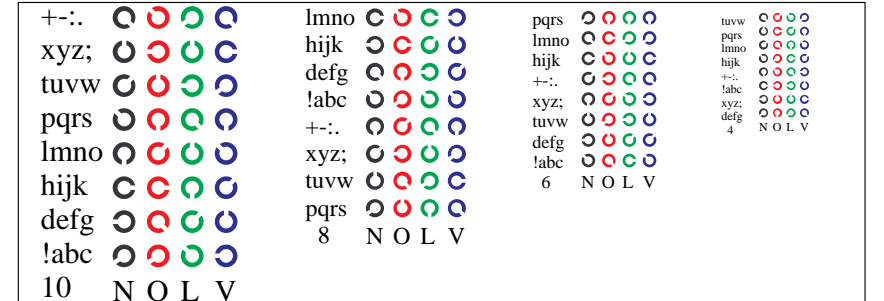 +-:.
xyz;
tuvw
pqrs
lmno
hijk
defg
!abc
10 N O L V
lmno
hijk
defg
!abc
+-:.
xyz;
tuvw
pqrs
8 N O L V
pqrs
lmno
hijk
+-:.
xyz;
tuvw
defg
!abc
6 N O L V
tuvw
pqrs
lmno
hijk
+-:.
!abc
xyz;
defg
4 N O L V